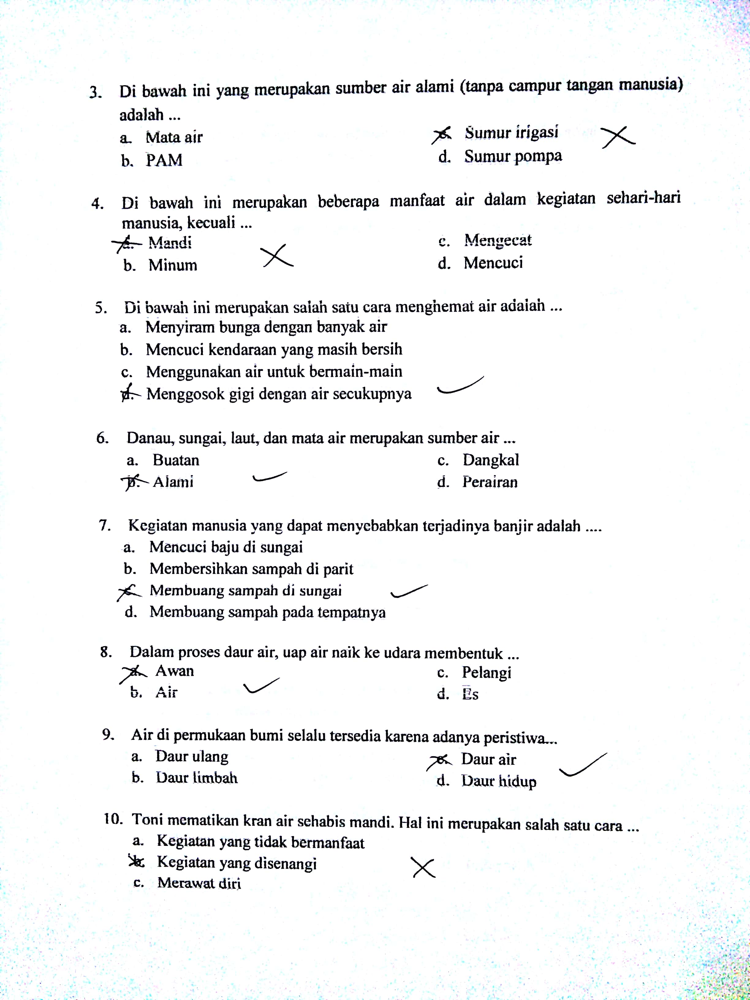 3. Di bawah ini yang merupakan sumber air alami (tanpa campur tangan manusia)
adalah ...
a. Mata air
c. Sumur irigasi
b. PAM
d. Sumur pompa
4. Di bawah ini merupakan beberapa manfaat air dalam kegiatan sehari-hari
manusia, kecuali ...
a. Mandi
c. Mengecat
b. Minum
d. Mencuci
5. Di bawah ini merupakan salah satu cara menghemat air adalah ...
a. Menyiram bunga dengan banyak air
b. Mencuci kendaraan yang masih bersih
c. Menggunakan air untuk bermain-main
d. Menggosok gigi dengan air secukupnya
6. Danau, sungai, laut, dan mata air merupakan sumber air ...
a. Buatan
c. Dangkal
b. Alami
d. Perairan
7. Kegiatan manusia yang dapat menyebabkan terjadinya banjir adalah ....
a. Mencuci baju di sungai
b. Membersihkan sampah di parit
c. Membuang sampah di sungai
d. Membuang sampah pada tempatnya
8. Dalam proses daur air, uap air naik ke udara membentuk ...
a. Awan
c. Pelangi
b. Air
d. Es
9. Air di permukaan bumi selalu tersedia karena adanya peristiwa...
a. Daur ulang
c. Daur air
b. Daur limbah
d. Daur hidup
10. Toni mematikan kran air sehabis mandi. Hal ini merupakan salah satu cara ...
a. Kegiatan yang tidak bermanfaat
b. Kegiatan yang disenangi
c. Merawat diri